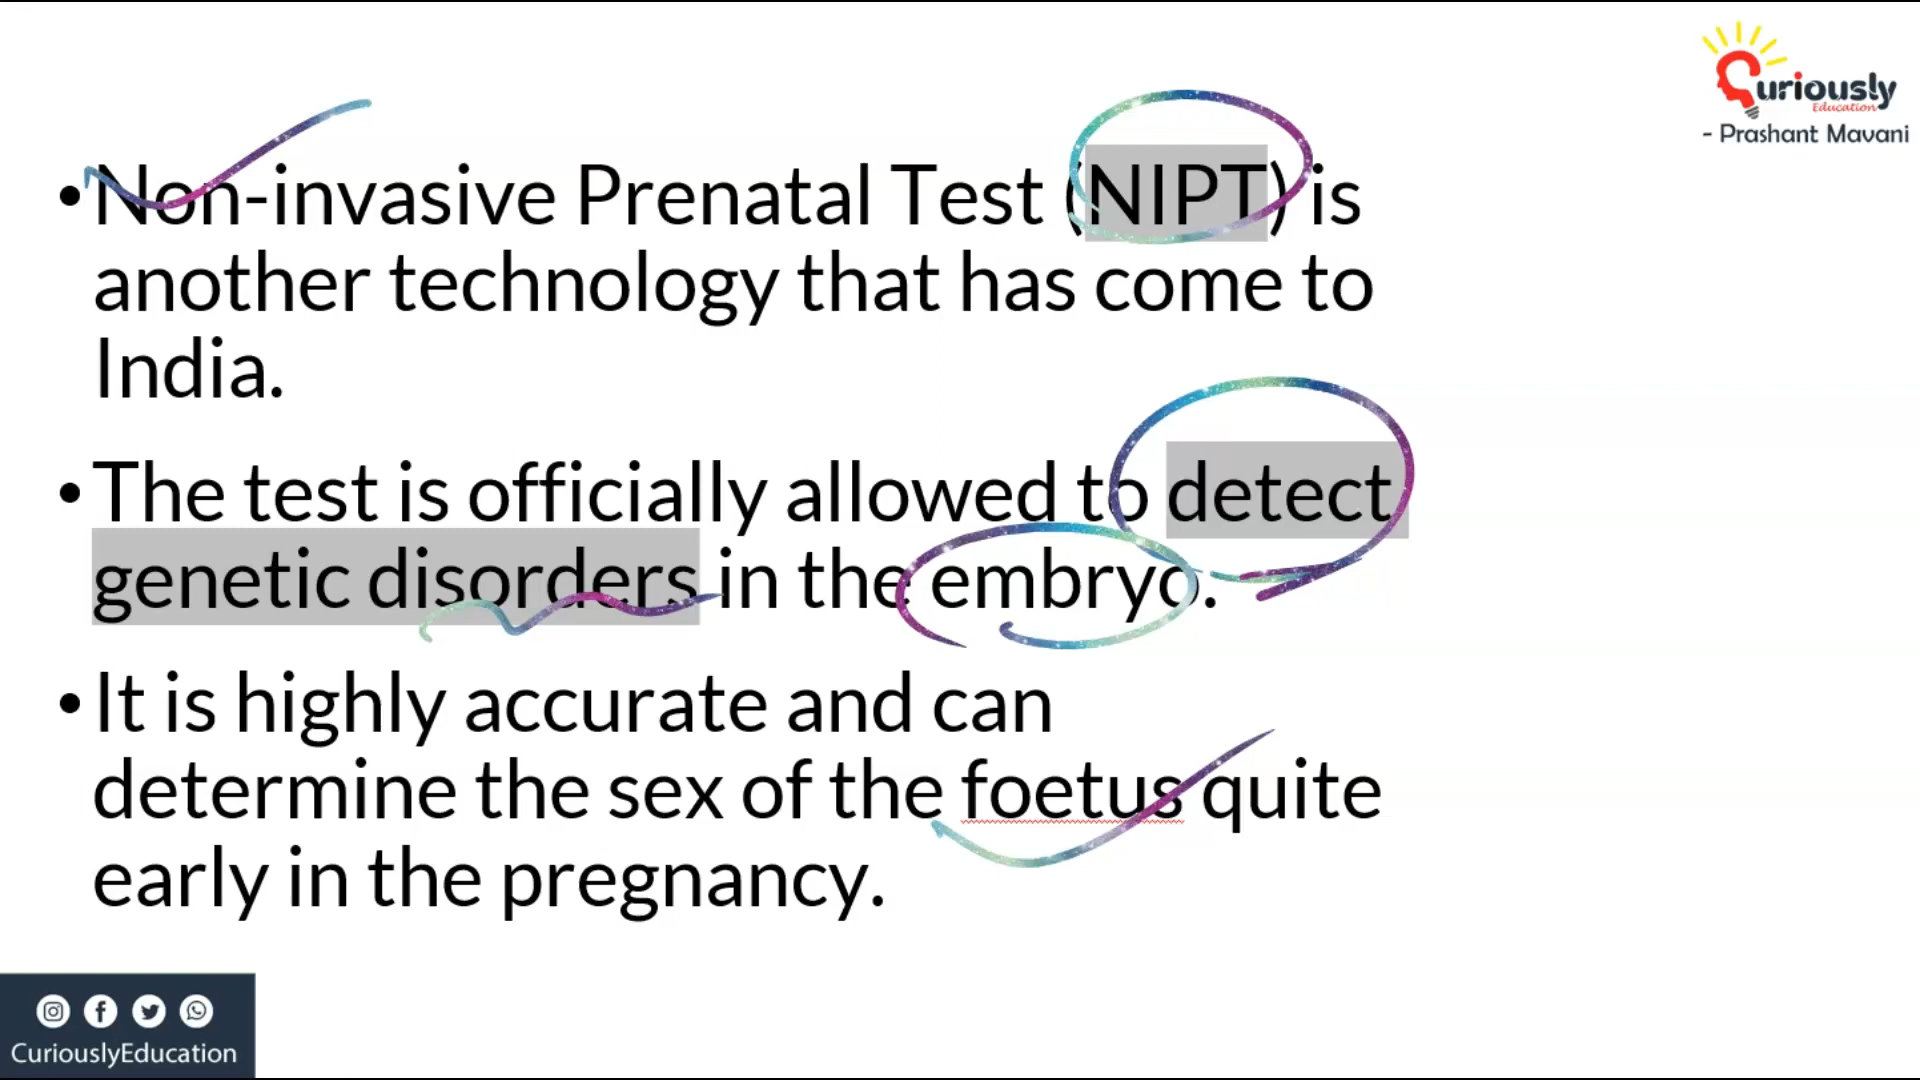 Curiously
Education
- Prashant Mavani
•Non-invasive Prenatal Test (NIPT) is
another technology that has come to
India.
•The test is officially allowed to detect
genetic disorders in the embryo.
•It is highly accurate and can
determine the sex of the foetus quite
early in the pregnancy.
CuriouslyEducation